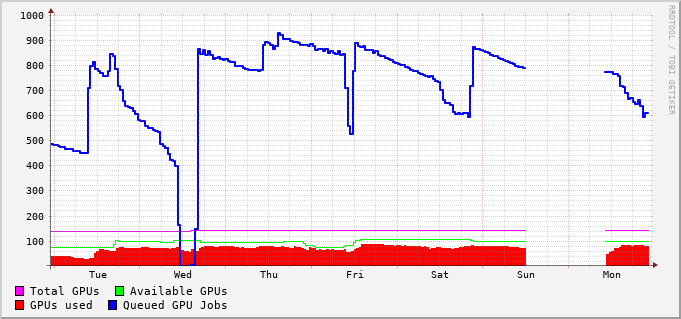 1000
900
800
700
600
500
400
300
200
100
Tue Wed Thu Fri Sat Sun Mon
Total GPUs Available GPUs
GPUs used Queued GPU Jobs
RRDTOOL / TOBI OETIKER